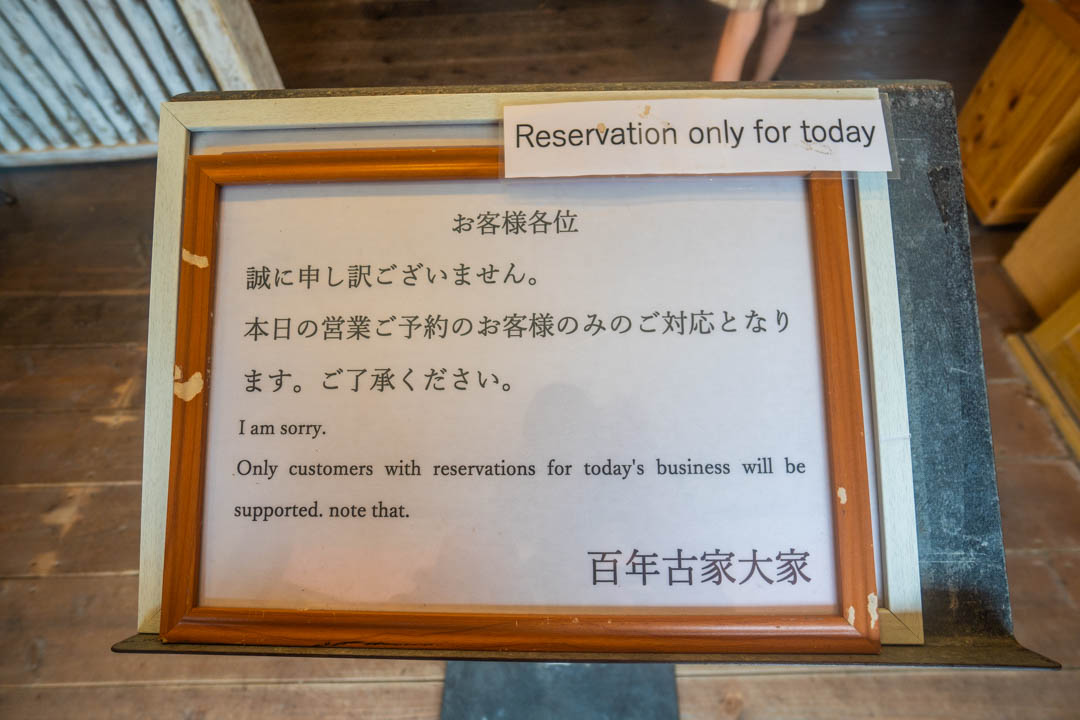 Reservation only for today
お客様各位
誠に申し訳ございません。
本日の営業ご予約のお客様のみのご対応となり
ます。ご了承ください。
I am sorry.
Only customers with reservations for today's business will be
supported. note that.
百年古家大家